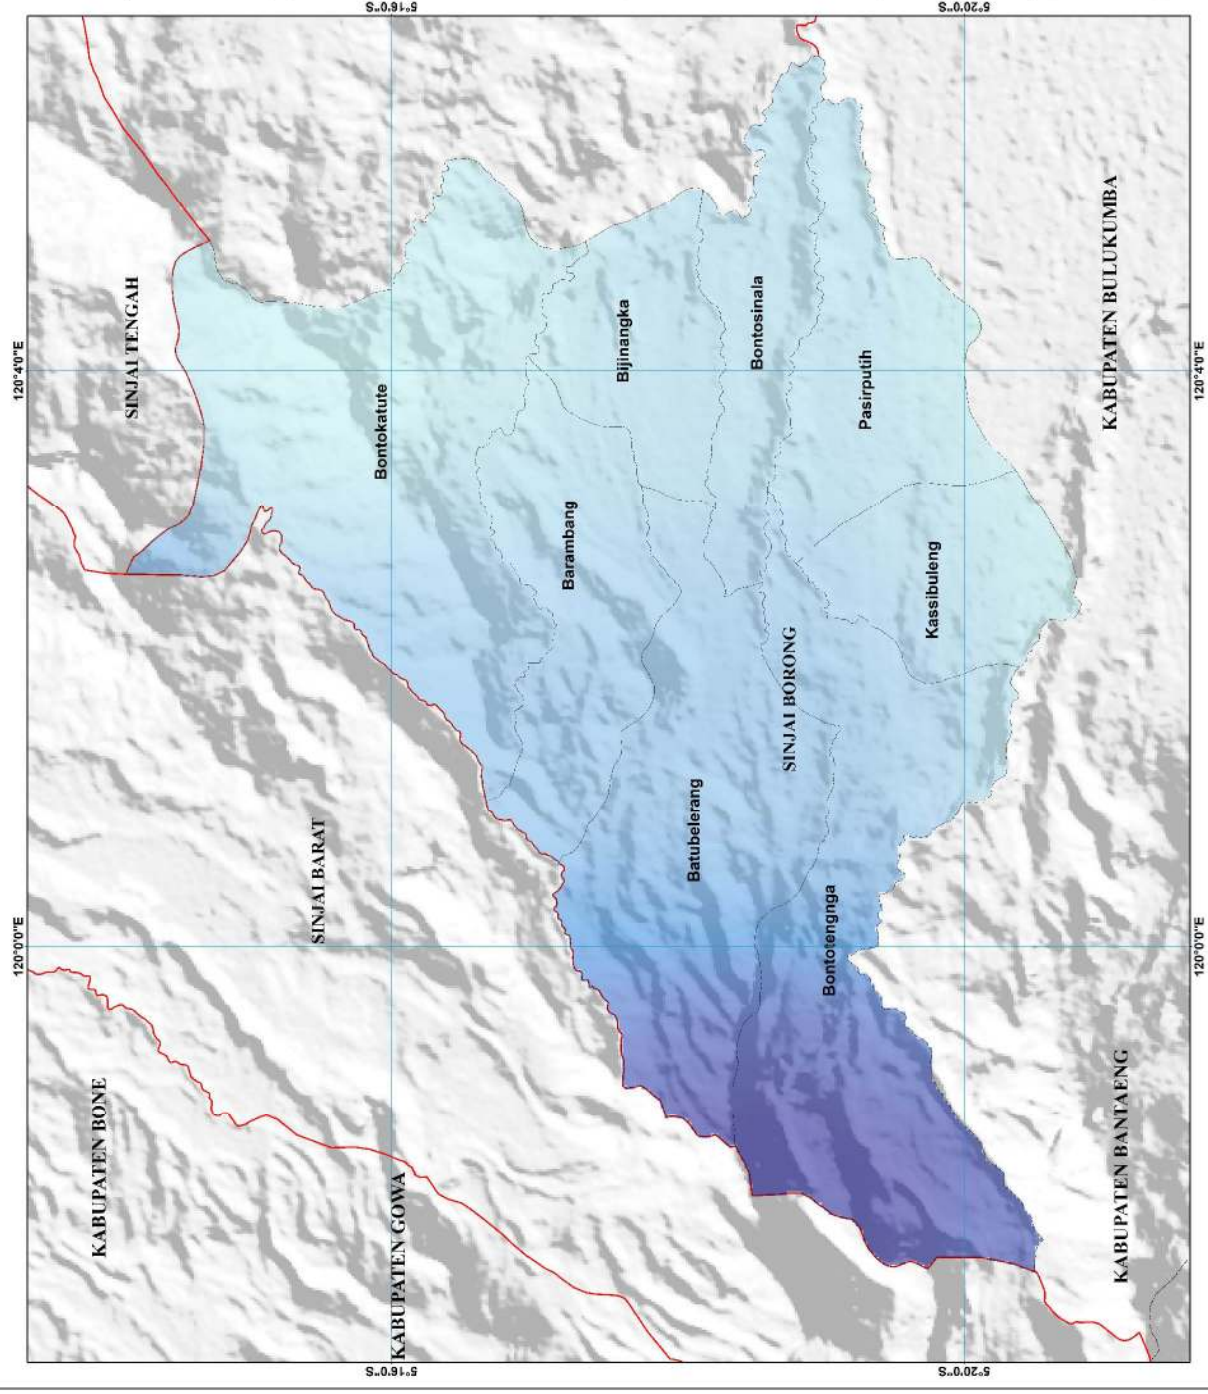 120°0'0"E
120°4'0"E
KABUPATEN BONE
SINJAI TENGAH
SINJAI BARAT
Bontokatute
5°16'0"S
5°16'0"S
KABUPATEN GOWA
Barambang
Bijinangka
Batubelerang
Bontosinala
SINJAI BORONG
Bontotengnga
Pasirputih
Kassibuleng
5°20'0"S
5°20'0"S
KABUPATEN BULUKUMBA
KABUPATEN BANTAENG
120°0'0"E
120°4'0"E